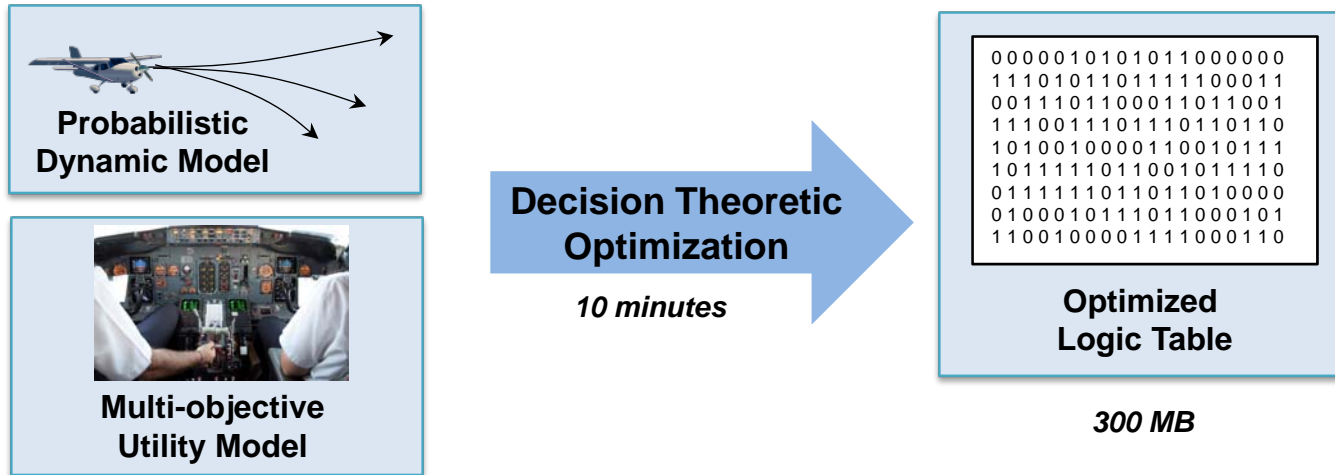 Probabilistic
Dynamic Model
Multi-objective
Utility Model
Decision Theoretic
Optimization
10 minutes
0 0 0 0 0 1 0 1 0 1 0 1 1 0 0 0 0 0 0
1 1 1 0 1 0 1 1 0 1 1 1 1 1 0 0 0 1 1
0 0 1 1 1 0 1 1 0 0 0 1 1 0 1 1 0 0 1
1 1 1 0 0 1 1 1 0 1 1 1 0 1 1 0 1 1 0
1 0 1 0 0 1 0 0 0 0 1 1 0 0 1 0 1 1 1
1 0 1 1 1 1 1 0 1 1 0 0 1 0 1 1 1 1 0
0 1 1 1 1 1 1 0 1 1 0 1 1 0 1 0 0 0 0
0 1 0 0 0 1 0 1 1 1 0 1 1 0 0 0 1 0 1
1 1 0 0 1 0 0 0 0 1 1 1 1 0 0 0 1 1 0
Optimized
Logic Table
300 MB